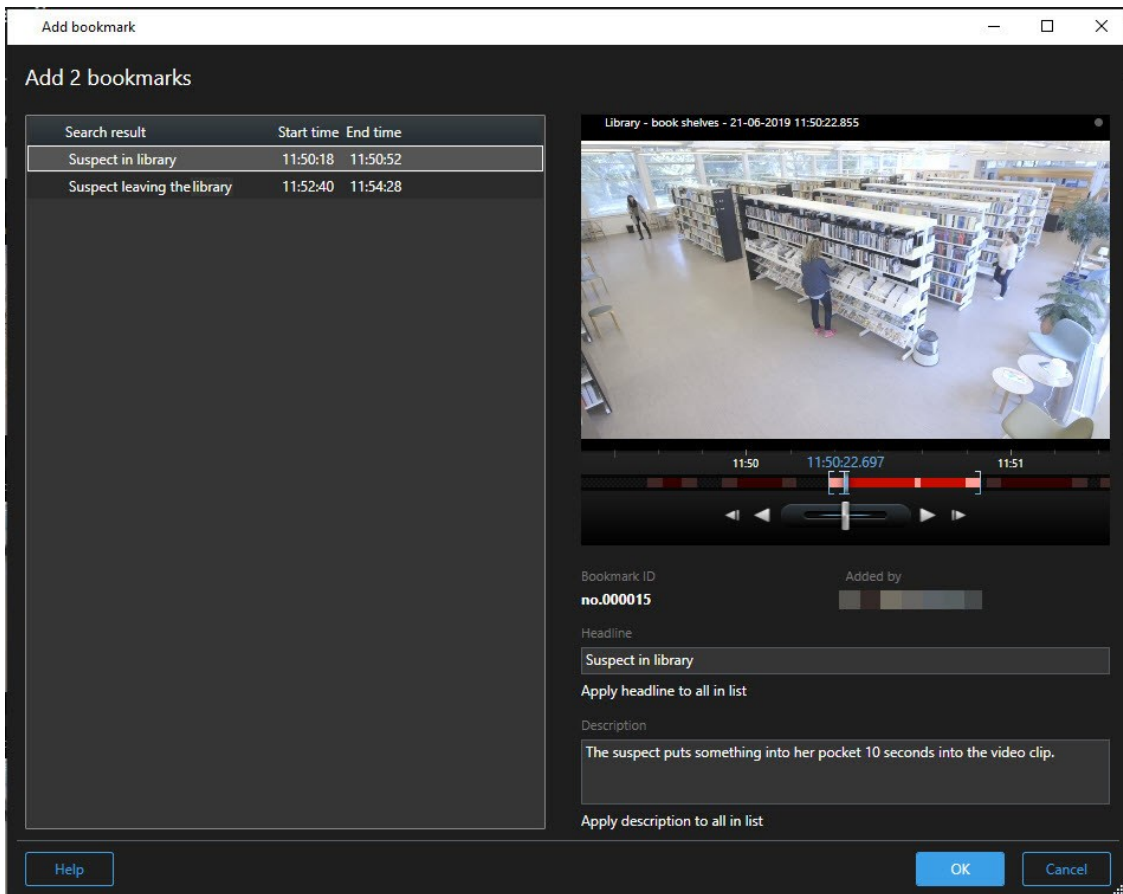 Add bookmark
Add 2 bookmarks
Search result Start time End time
Suspect in library 11:50:18 11:50:52
Suspect leaving the library 11:52:40 11:54:28
Library - book shelves - 21-06-2019 11:50:22.855
11:50 11:50:22.697 11:51
Bookmark ID Added by
no.000015
Headline
Suspect in library
Apply headline to all in list
Description
The suspect puts something into her pocket 10 seconds into the video clip.
Apply description to all in list
Help OK Cancel